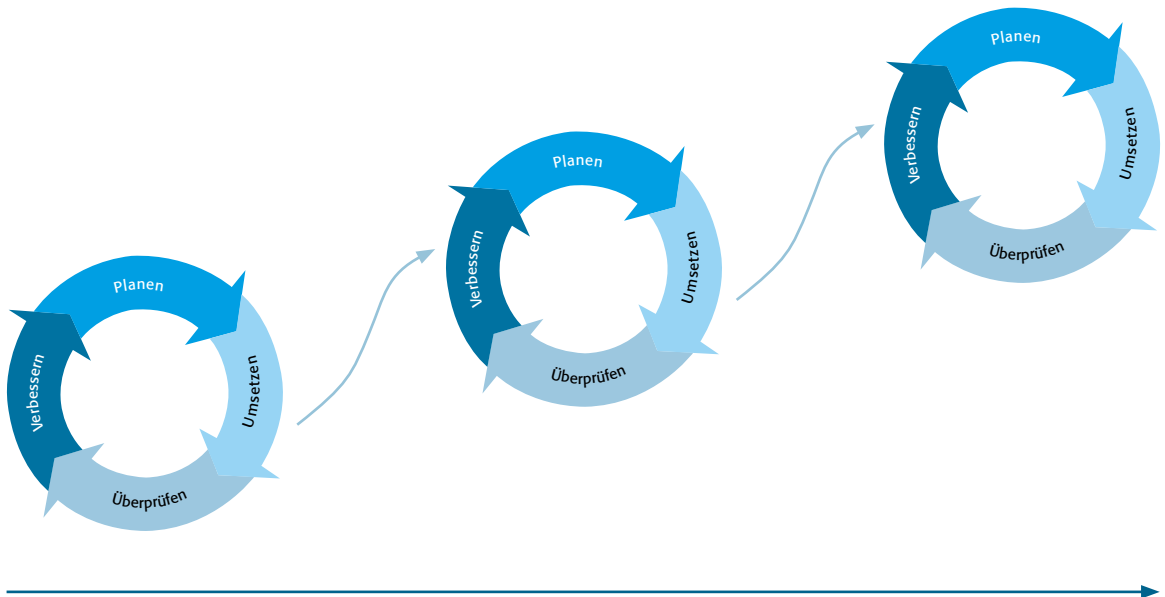 Planen
Umsetzen
Überprüfen
Verbessern
Planen
Umsetzen
Überprüfen
Verbessern
Planen
Umsetzen
Überprüfen
Verbessern